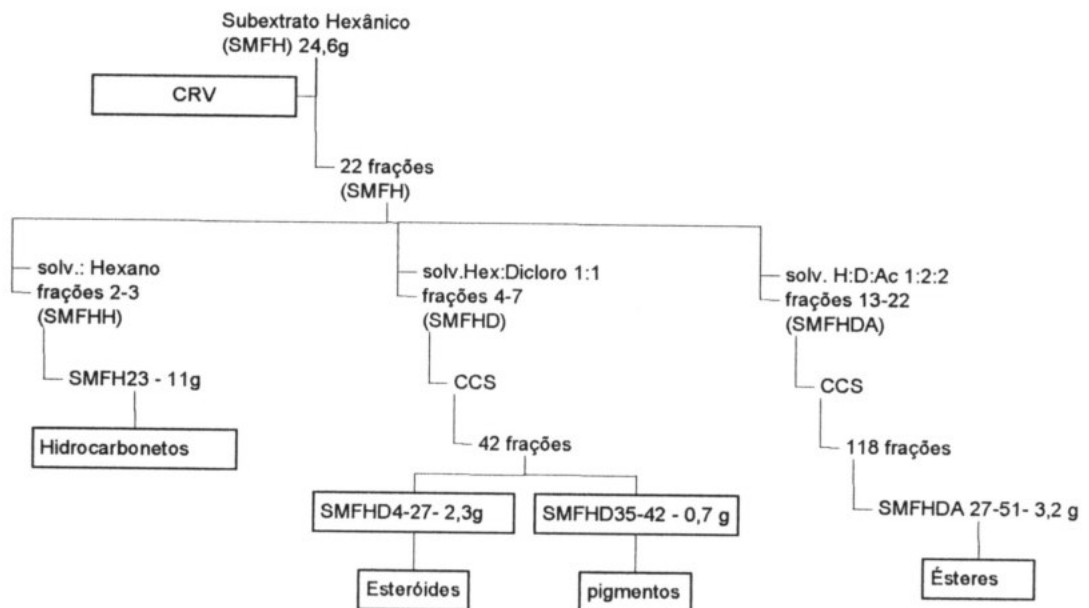 Subextrato Hexânico
(SMFH) 24,6g
CRV
22 frações
(SMFH)
solv.: Hexano
frações 2-3
(SMFHH)
SMFH23 - 11g
Hidrocarbonetos
solv.Hex:Dicloro 1:1
frações 4-7
(SMFHD)
CCS
42 frações
SMFHD4-27- 2,3g
Esteróides
SMFHD35-42 - 0,7 g
pigmentos
solv. H:D:Ac 1:2:2
frações 13-22
(SMFHDA)
CCS
118 frações
SMFHDA 27-51- 3,2 g
Ésteres